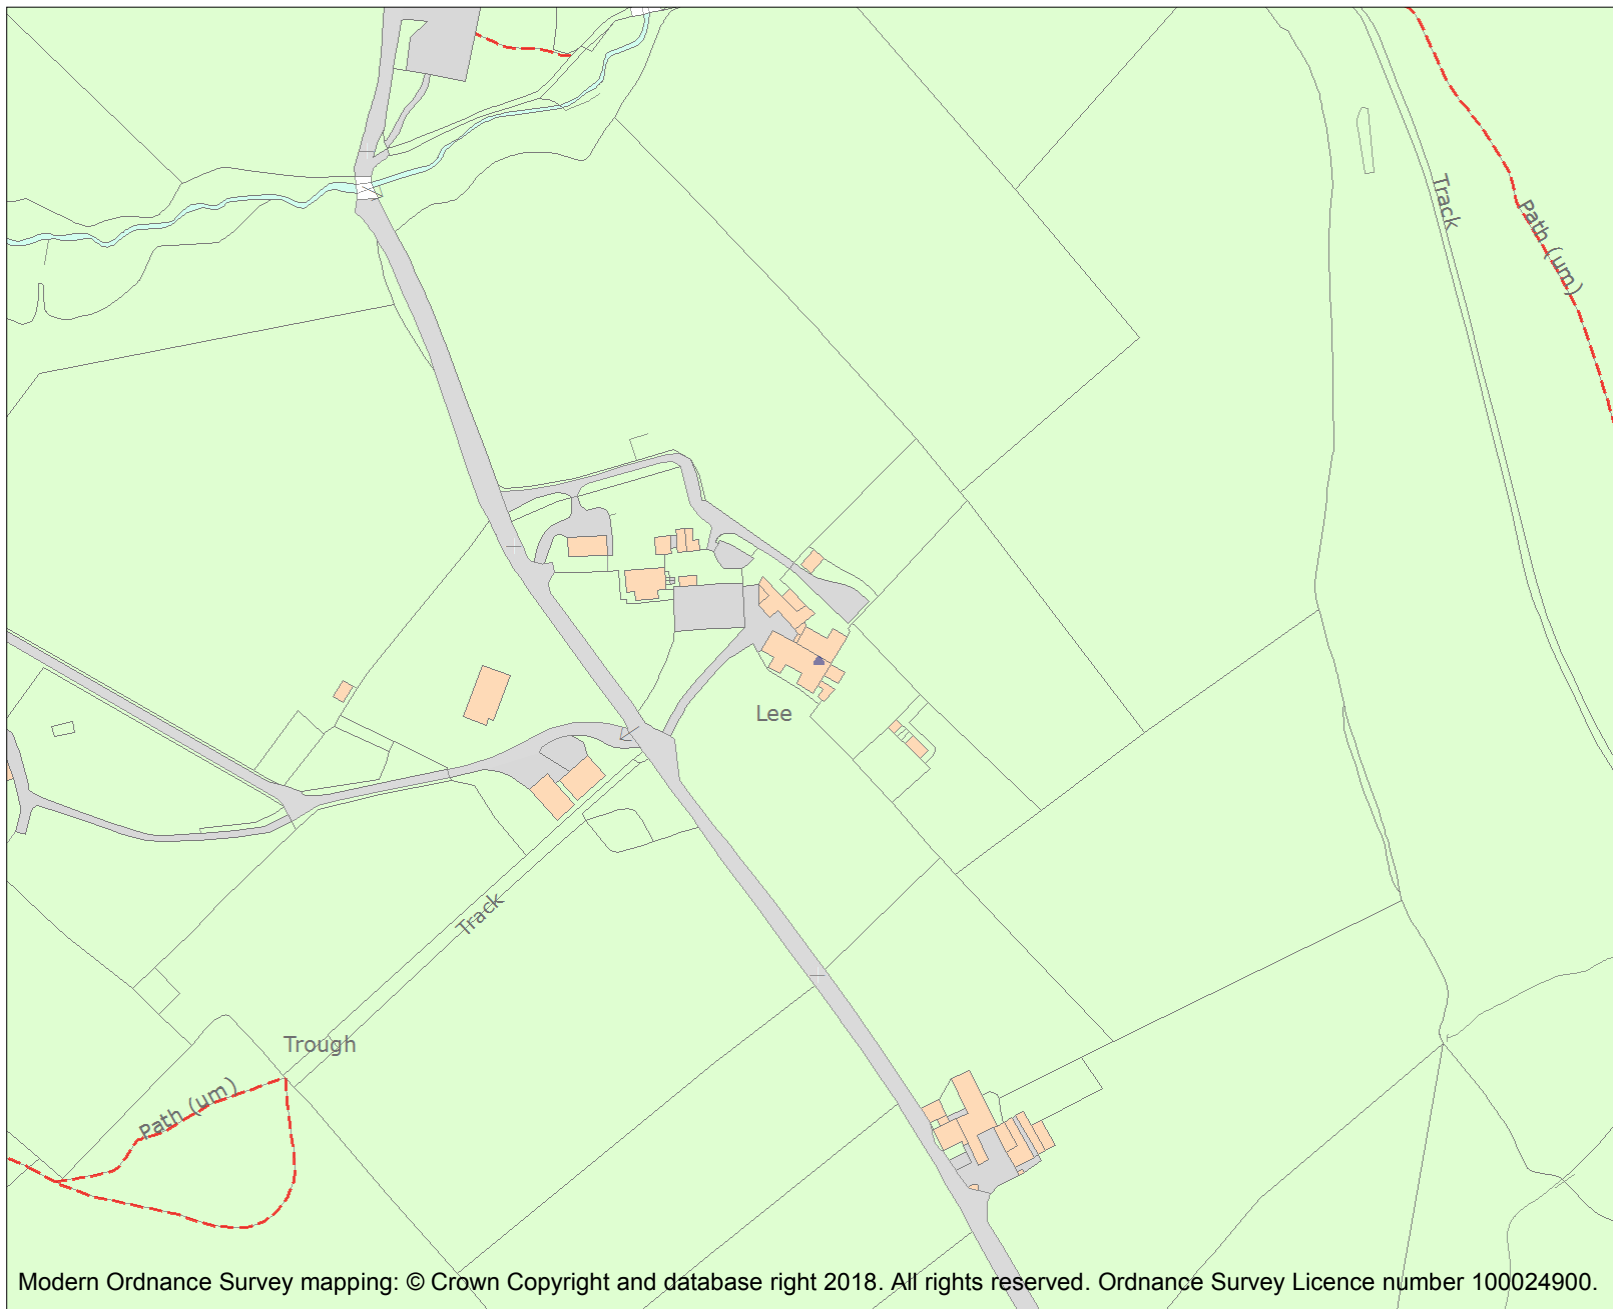 Track
Path (um)
Lee
Track
Trough
Path (um)
Modern Ordnance Survey mapping: © Crown Copyright and database right 2018. All rights reserved. Ordnance Survey Licence number 100024900.